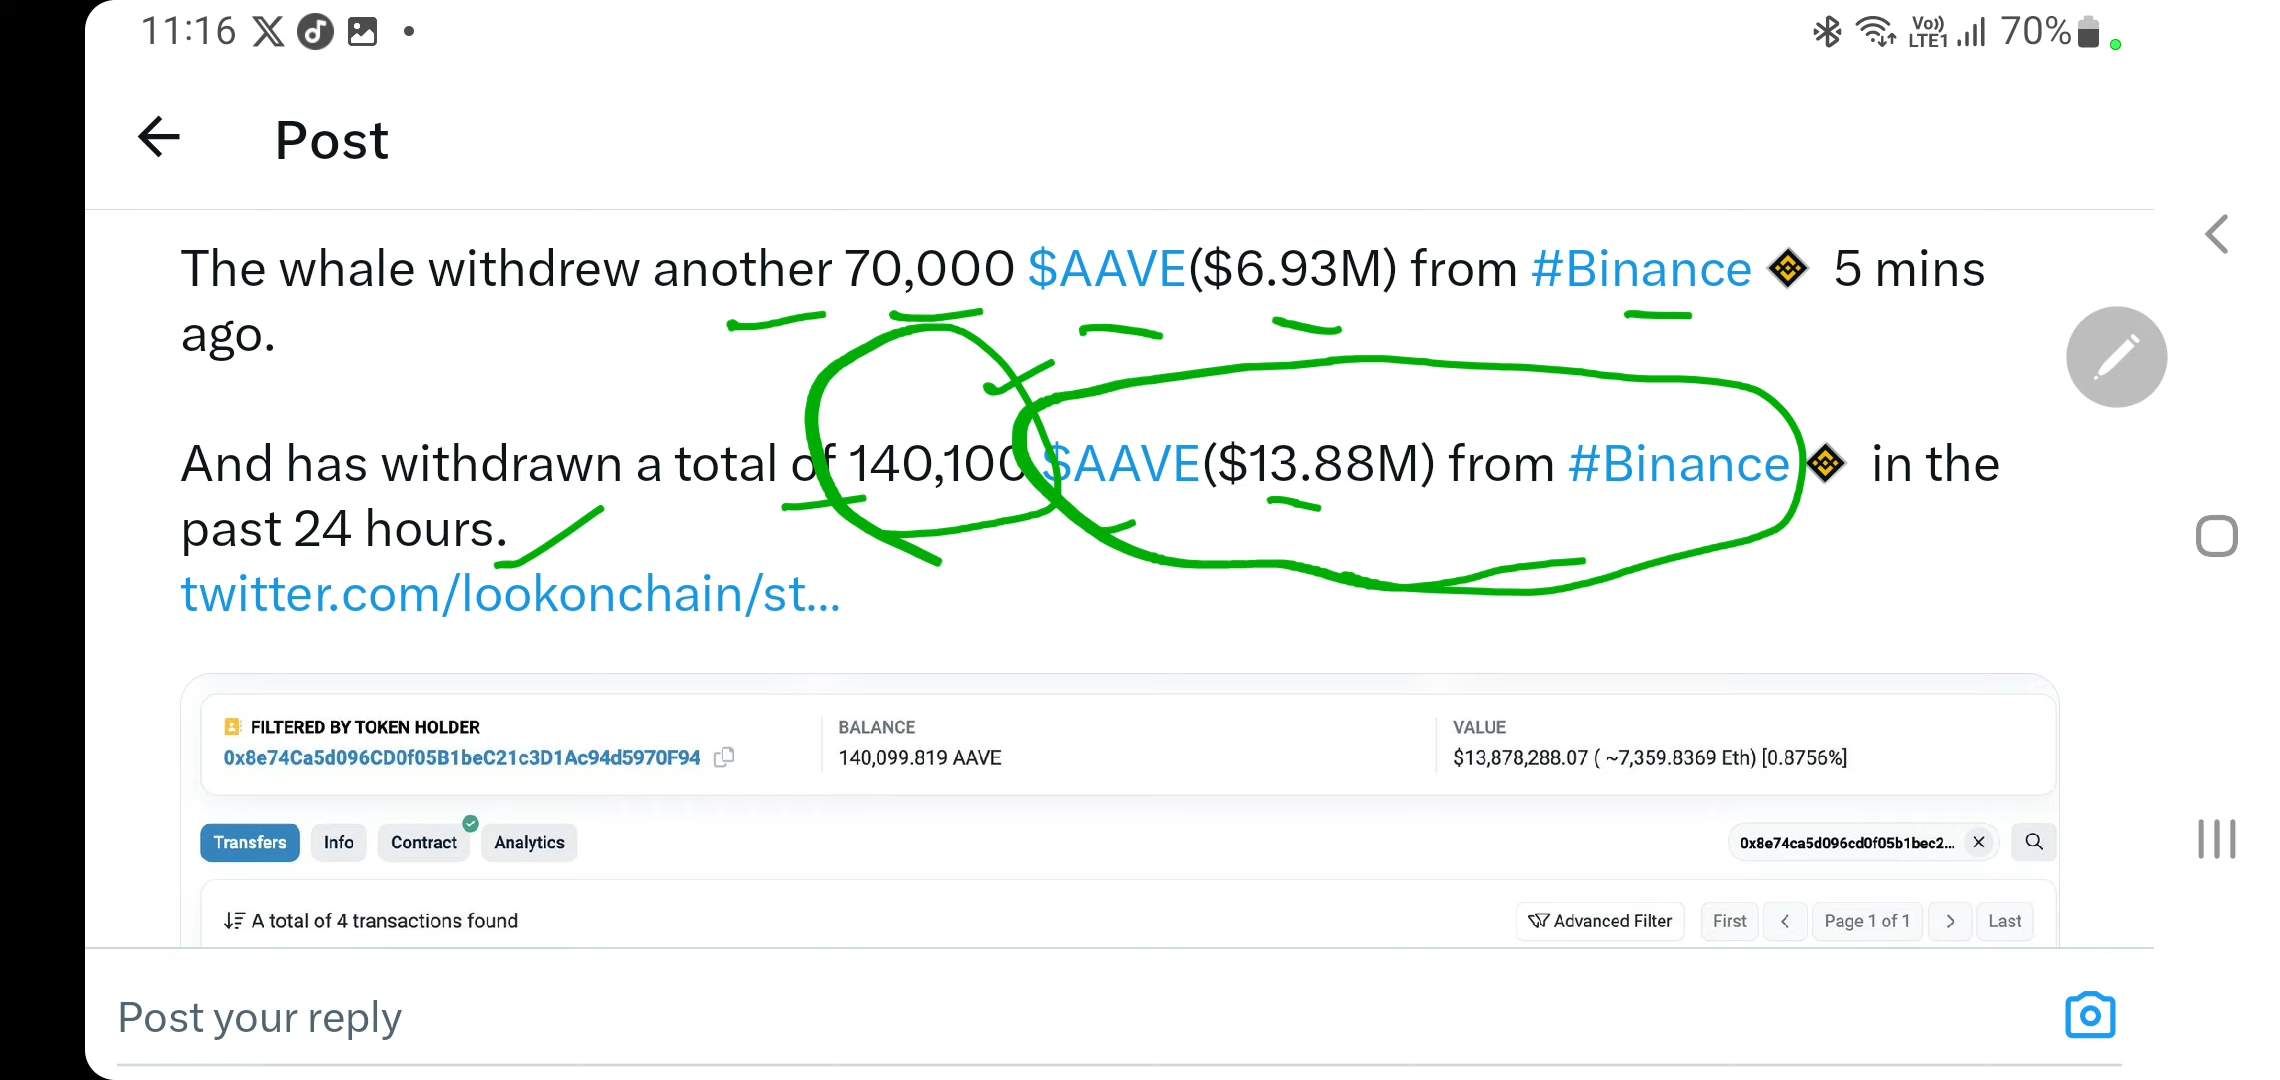 11:16
Vo)) LTE1 70%
Post
The whale withdrew another 70,000 $AAVE($6.93M) from #Binance 5 mins
ago.
And has withdrawn a total of 140,100 $AAVE($13.88M) from #Binance in the
past 24 hours.
twitter.com/lookonchain/st...
FILTERED BY TOKEN HOLDER BALANCE VALUE
0x8e74Ca5d096CD0f05B1beC21c3D1Ac94d5970F94 140,099.819 AAVE $13,878,288.07 ( ~7,359.8369 Eth) [0.8756%]
Transfers Info Contract Analytics 0x8e74ca5d096cd0f05b1bec2...
A total of 4 transactions found Advanced Filter First Page 1 of 1 Last
Post your reply